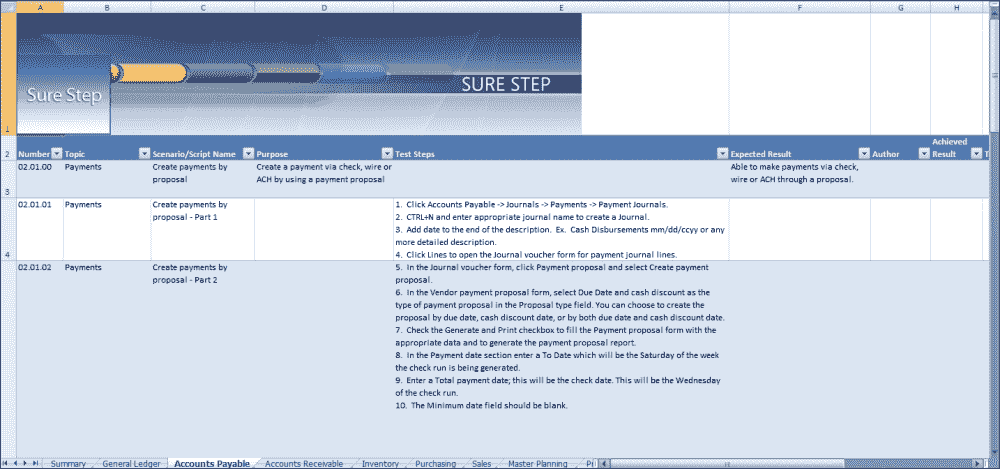 A B C D E F G H
SURE STEP
Sure Step
1
Achieved
2 Number Topic Scenario/Script Name Purpose Test Steps Expected Result Author Result T
02.01.00 Payments Create payments by Create a payment via check, wire or Able to make payments via check,
proposal ACH by using a payment proposal wire or ACH through a proposal.
3
02.01.01 Payments Create payments by 1. Click Accounts Payable -> Journals -> Payments -> Payment Journals.
proposal - Part 1 2. CTRL+N and enter appropriate journal name to create a Journal.
3. Add date to the end of the description. Ex. Cash Disbursements mm/dd/ccyy or any
more detailed description.
4 4. Click Lines to open the Journal voucher form for payment journal lines.
02.01.02 Payments Create payments by 5. In the Journal voucher form, click Payment proposal and select Create payment
proposal - Part 2 proposal.
6. In the Vendor payment proposal form, select Due Date and cash discount as the
type of payment proposal in the Proposal type field. You can choose to create the
proposal by due date, cash discount date, or by both due date and cash discount date.
7. Check the Generate and Print checkbox to fill the Payment proposal form with the
appropriate data and to generate the payment proposal report.
8. In the Payment date section enter a To Date which will be the Saturday of the week
the check run is being generated.
9. Enter a Total payment date; this will be the check date. This will be the Wednesday
of the check run.
10. The Minimum date field should be blank.
Summary General Ledger Accounts Payable Accounts Receivable Inventory Purchasing Sales Master Planning